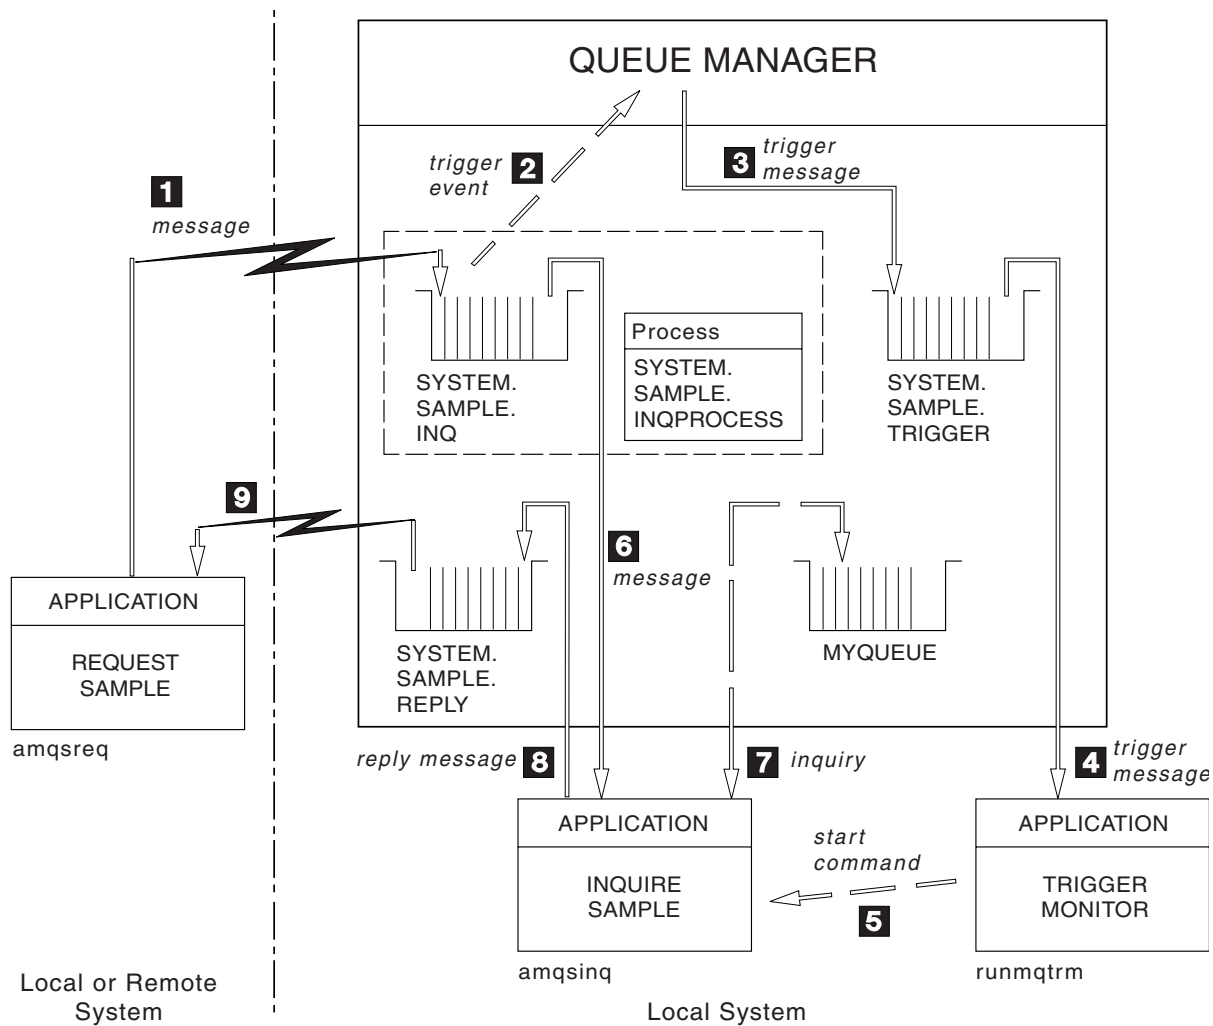 QUEUE MANAGER
trigger
event
2
3
trigger
message
1
message
Process
SYSTEM.
SAMPLE.
INQPROCESS
SYSTEM.
SAMPLE.
INQ
SYSTEM.
SAMPLE.
TRIGGER
9
6
message
APPLICATION
REQUEST
SAMPLE
amqsreq
SYSTEM.
SAMPLE.
REPLY
MYQUEUE
reply message 8
7 inquiry
4
trigger
message
APPLICATION
INQUIRE
SAMPLE
amqsinq
start
command
5
APPLICATION
TRIGGER
MONITOR
runmqtrm
Local or Remote
System
Local System